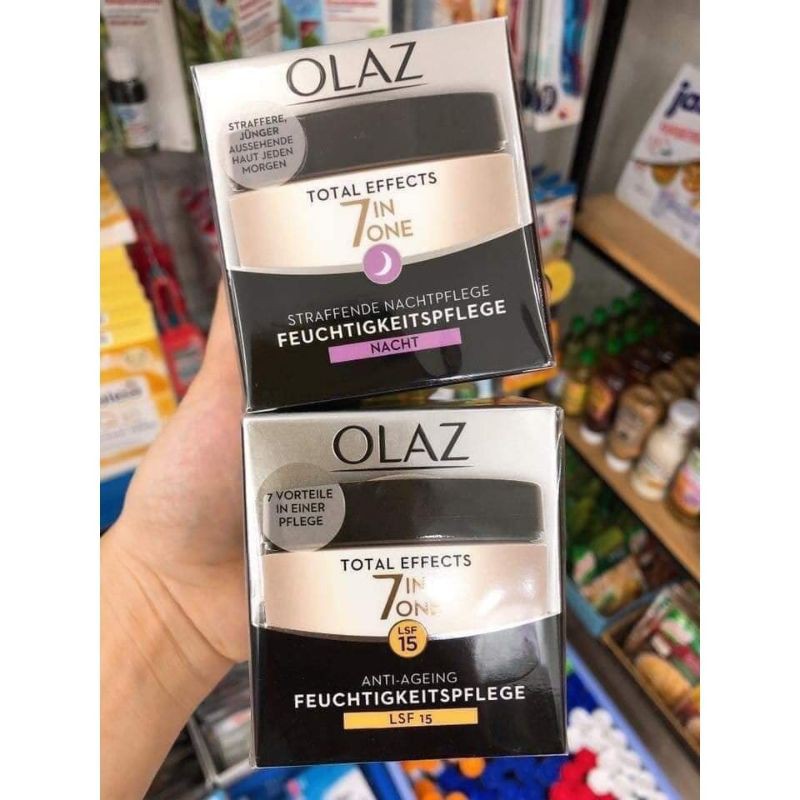 OLAZ
STRAFFERE,
JÜNGER
AUSSEHENDE
HAUT JEDEN
MORGEN
TOTAL EFFECTS
7 IN
ONE
STRAFFENDE NACHTPFLEGE
FEUCHTIGKEITSPFLEGE
NACHT
OLAZ
7 VORTEILE
IN EINER
PFLEGE
TOTAL EFFECTS
7 IN
ONE
LSF
15
ANTI-AGEING
FEUCHTIGKEITSPFLEGE
LSF 15